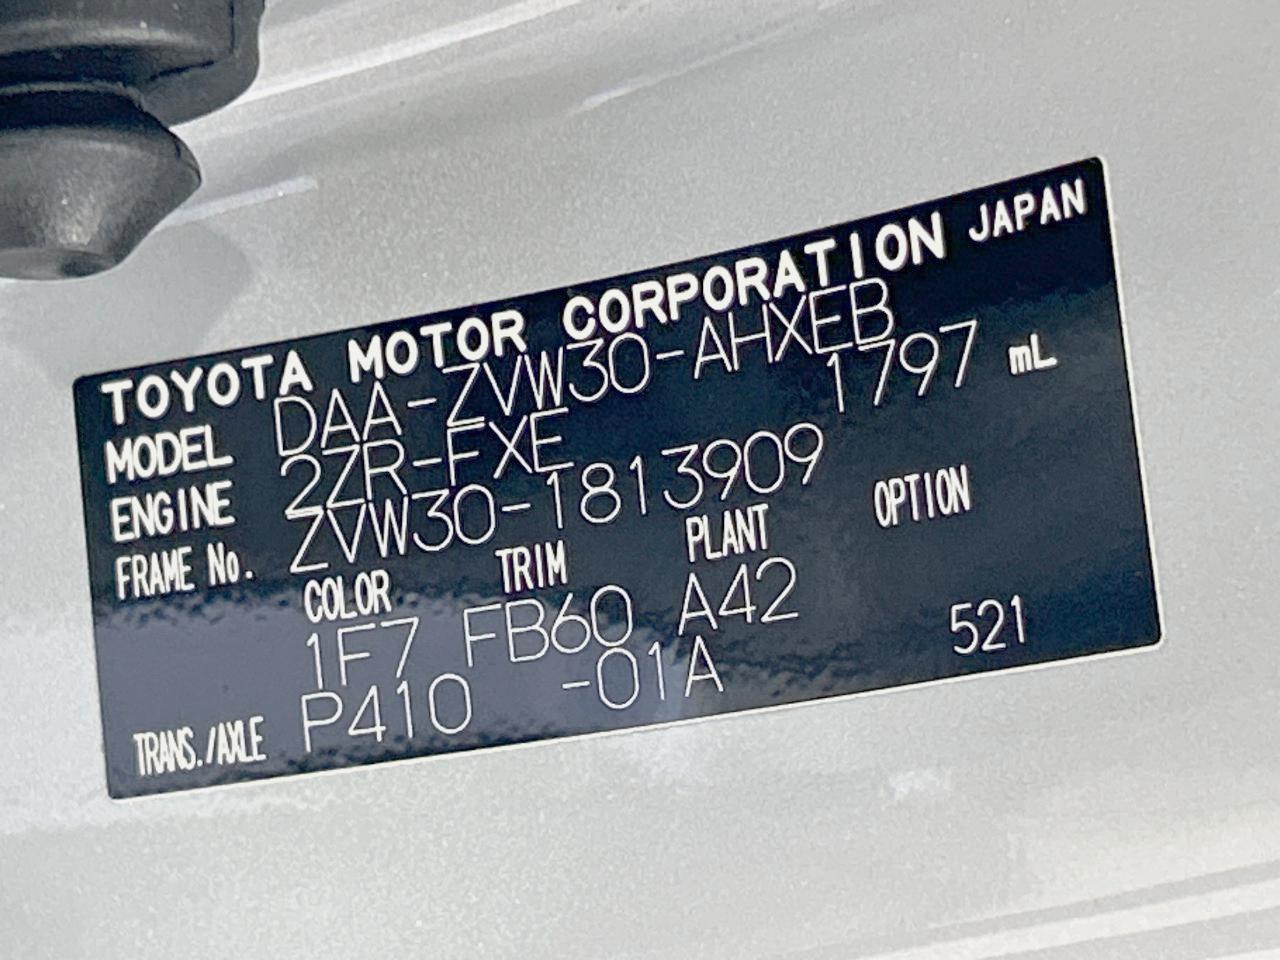 TOYOTA MOTOR CORPORATION JAPAN
MODEL DAA-ZVW30-AHXEB
ENGINE 2ZR-FXE 1797 mL
FRAME No. ZVW30-1813909
COLOR TRIM PLANT OPTION
1F7 FB60 A42
TRANS./AXLE P410 -01A 521